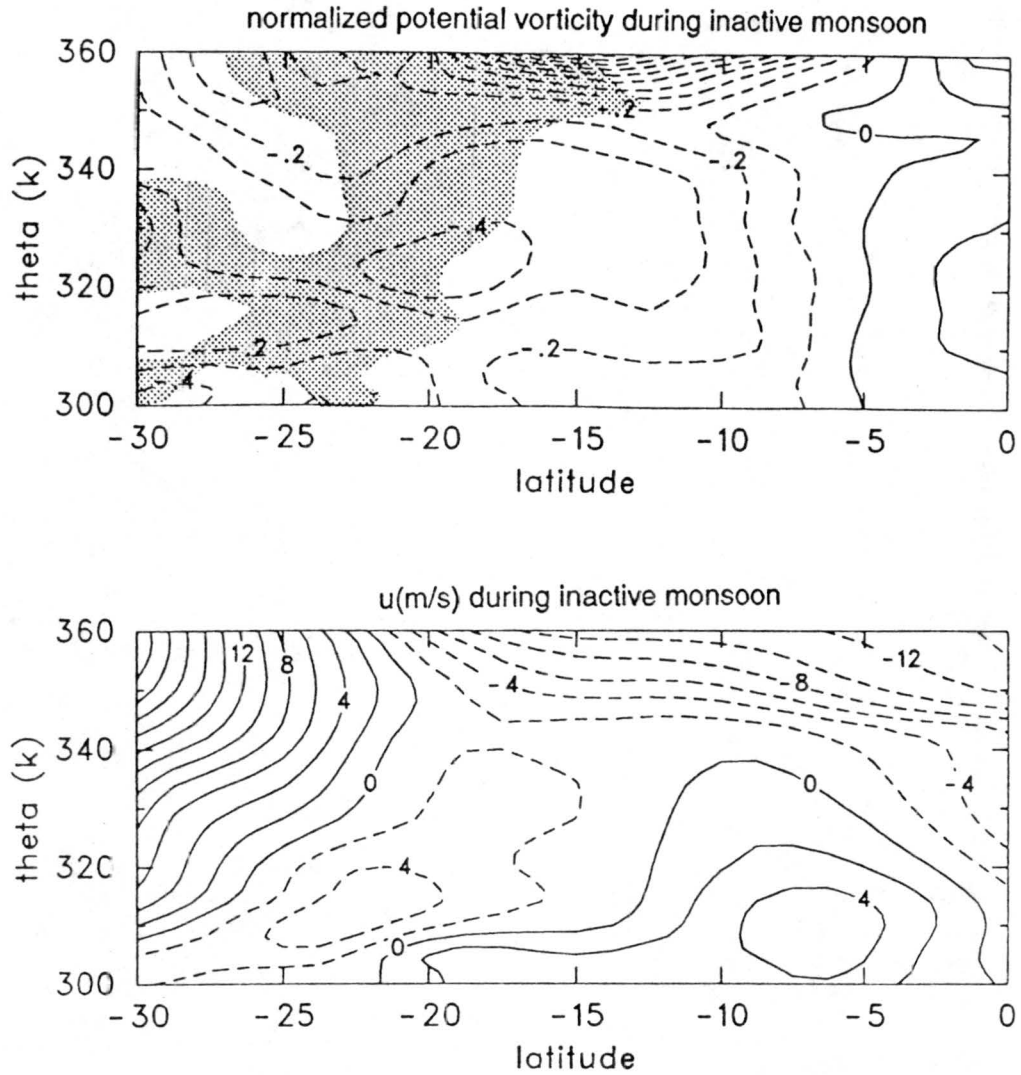 normalized potential vorticity during inactive monsoon
360
340
320
300
theta (k)
-.2
-.2
-.2
0
4
.2
-.2
4
-30 -25 -20 -15 -10 -5 0
latitude
u(m/s) during inactive monsoon
360
340
320
300
theta (k)
12 8 4 0
-4 -8 -12
0 -4
4 4
0
-30 -25 -20 -15 -10 -5 0
latitude